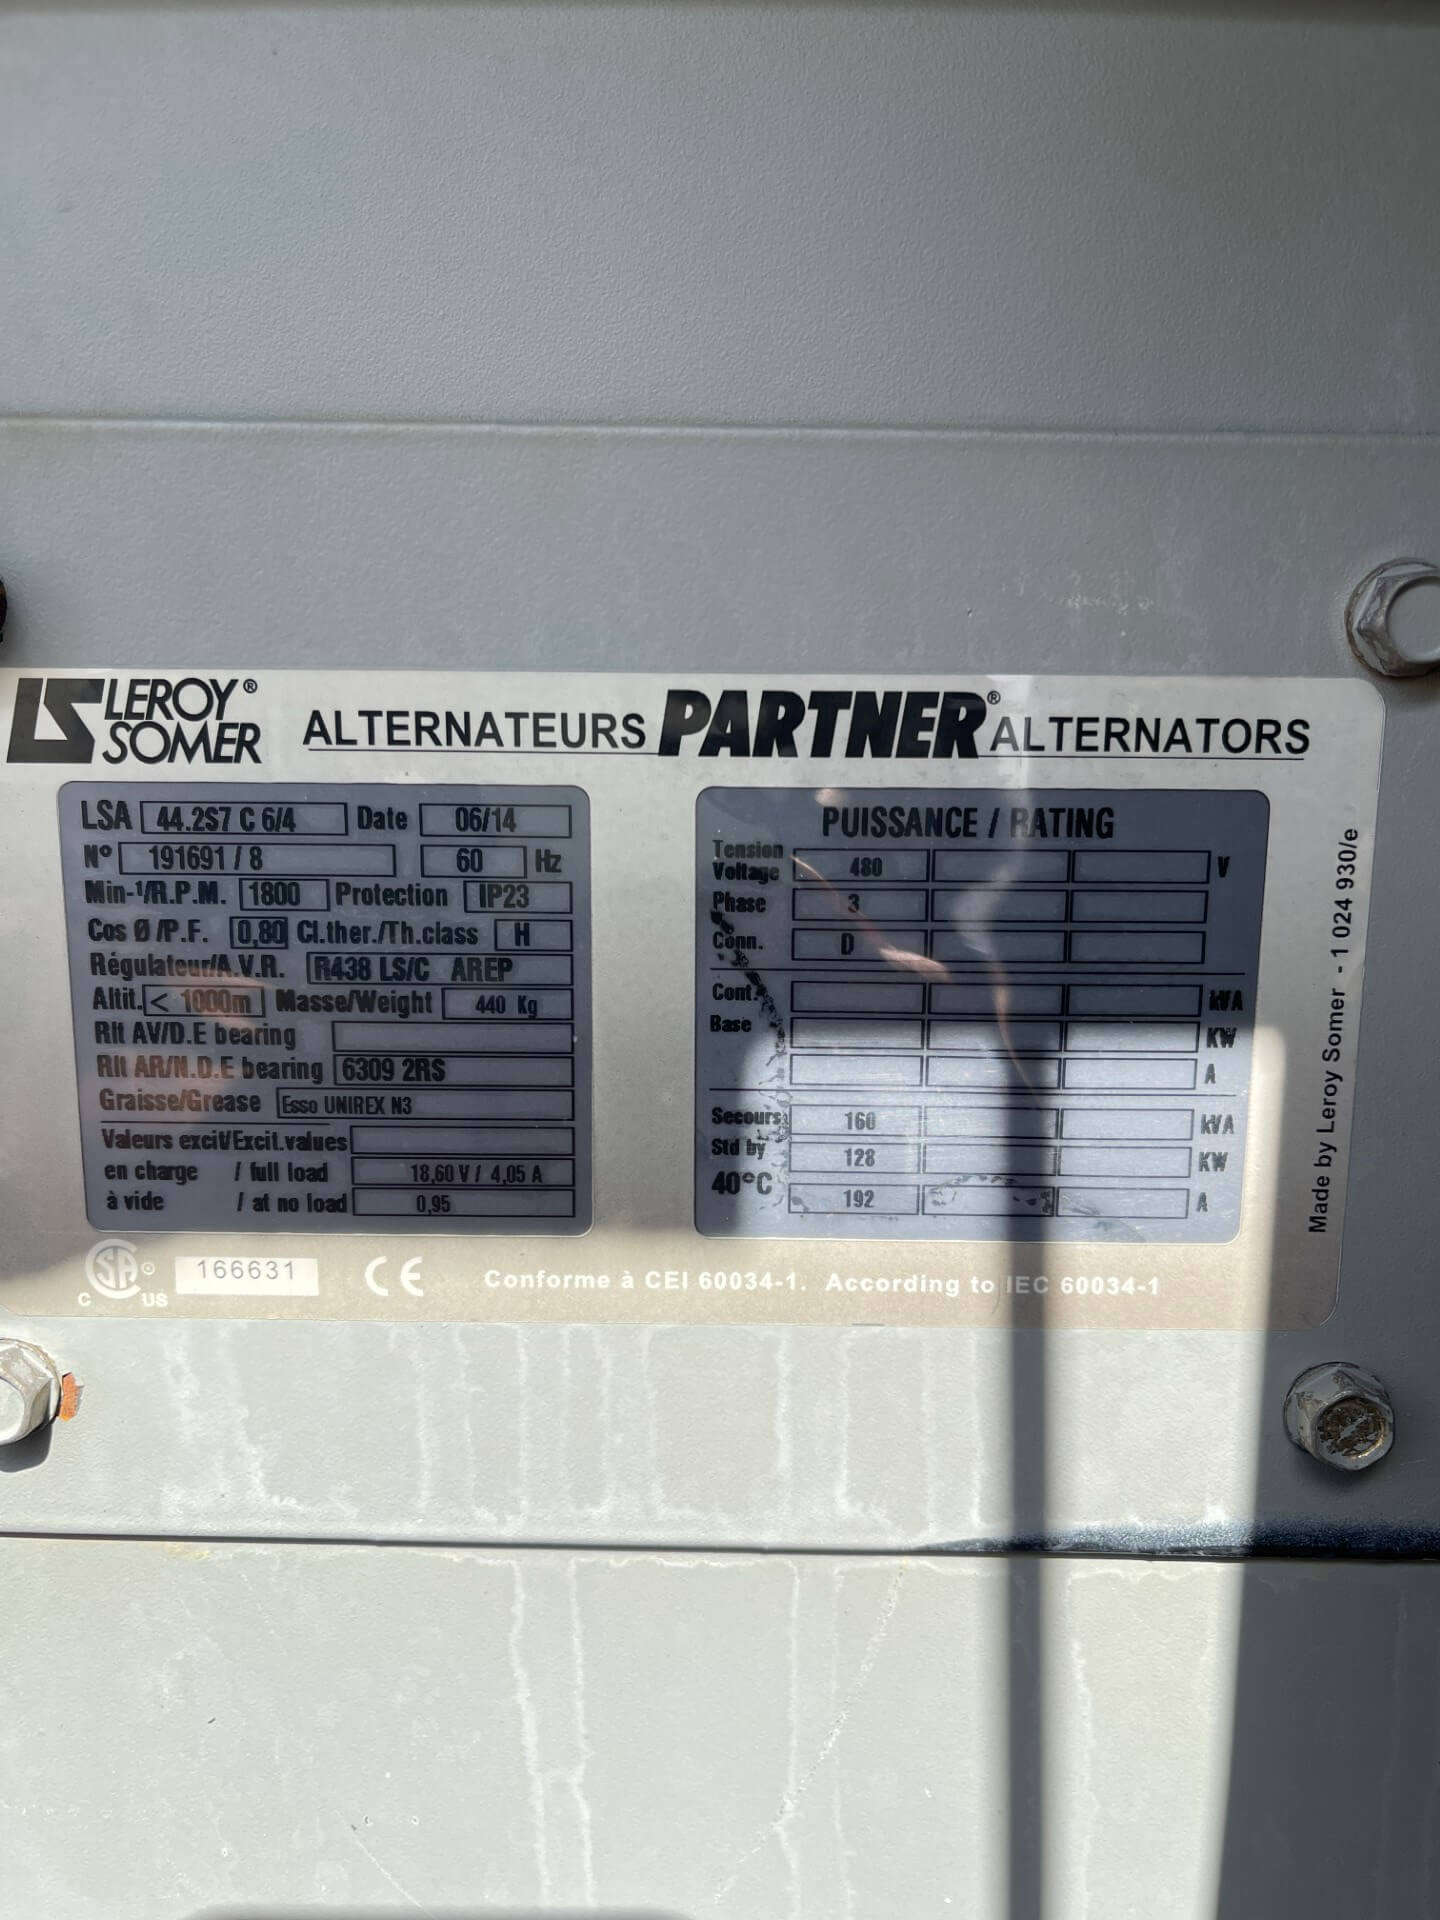 LS LEROY® SOMER ALTERNATEURS PARTNER® ALTERNATORS
LSA 44.2S7 C 6/4 Date 06/14
N° 191691 / 8 60 Hz
Min-¹/R.P.M. 1800 Protection IP23
Cos Ø /P.F. 0,80 Cl.ther./Th.class H
Régulateur/A.V.R. R438 LS/C AREP
Altit. < 1000m Masse/Weight 440 Kg
Rlt AV/D.E bearing
Rlt AR/N.D.E bearing 6309 2RS
Graisse/Grease Esso UNIREX N3
Valeurs excit/Excit.values
en charge / full load 18,60 V / 4,05 A
à vide / at no load 0,95
PUISSANCE / RATING
Tension
Voltage 480 V
Phase 3
Conn. D
Cont. kVA
Base KW
A
Secours 160 kVA
Std by 128 KW
40°C 192 A
Made by Leroy Somer - 1 024 930/e
C SA ® US 166631 CE Conforme à CEI 60034-1. According to IEC 60034-1